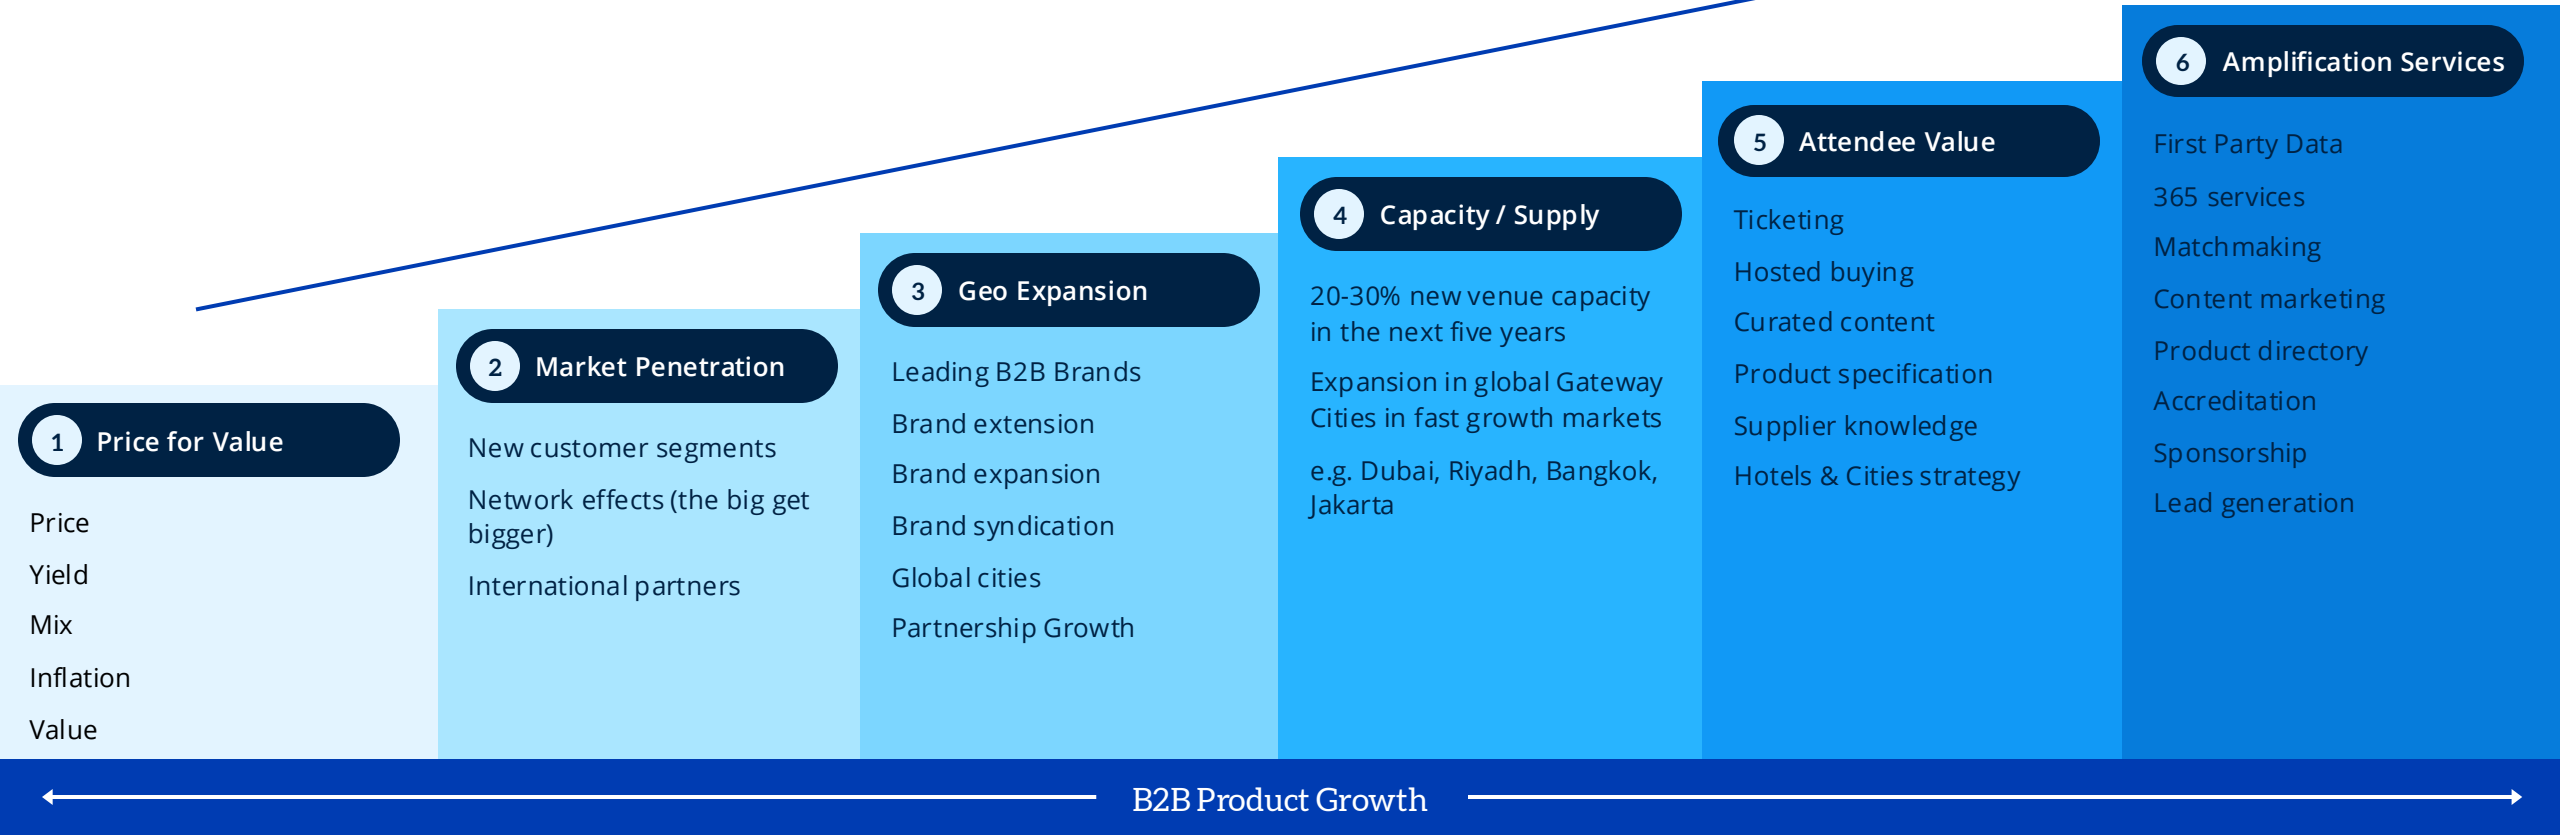 1 Price for Value
Price
Yield
Mix
Inflation
Value
2 Market Penetration
New customer segments
Network effects (the big get
bigger)
International partners
3 Geo Expansion
Leading B2B Brands
Brand extension
Brand expansion
Brand syndication
Global cities
Partnership Growth
4 Capacity / Supply
20-30% new venue capacity
in the next five years
Expansion in global Gateway
Cities in fast growth markets
e.g. Dubai, Riyadh, Bangkok,
Jakarta
5 Attendee Value
Ticketing
Hosted buying
Curated content
Product specification
Supplier knowledge
Hotels & Cities strategy
6 Amplification Services
First Party Data
365 services
Matchmaking
Content marketing
Product directory
Accreditation
Sponsorship
Lead generation
B2B Product Growth